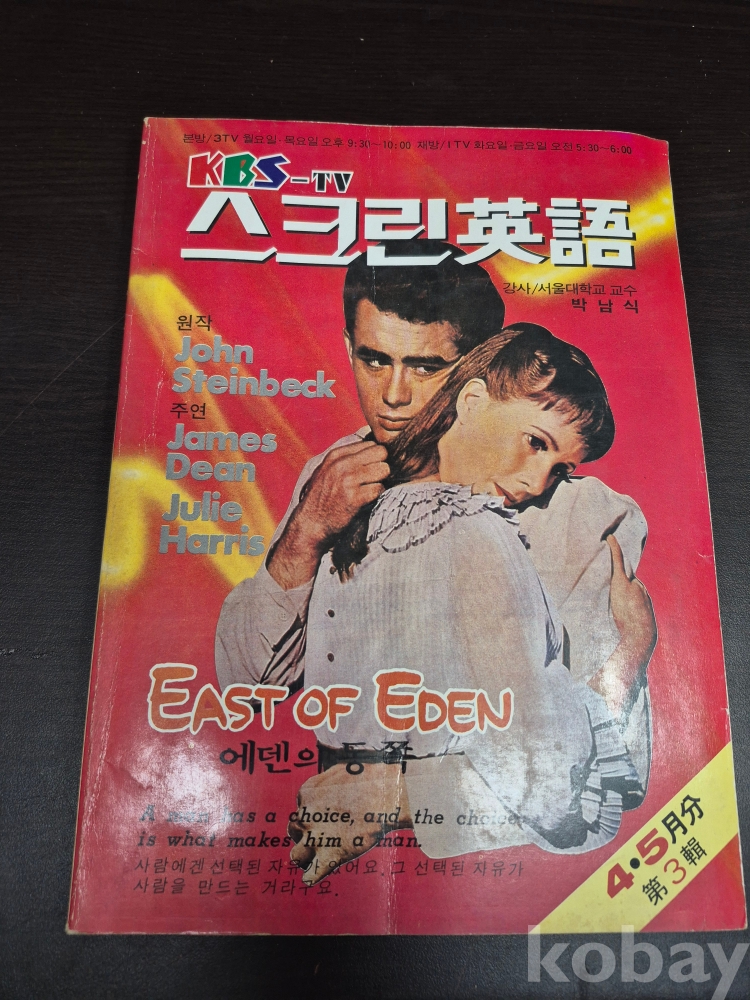 본방/3TV 월요일·목요일 오후 9:30~10:00 재방/1TV 화요일·금요일 오전 5:30~6:00
KBS-TV
스크린英語
강사/서울대학교 교수
박남식
원작
John
Steinbeck
주연
James
Dean
Julie
Harris
EAST OF EDEN
에덴의 동쪽
A man has a choice, and the choice
is what makes him a man.
사람에겐 선택된 자유가 있어요. 그 선택된 자유가
사람을 만드는 거라구요.
4·5月分
第3輯
kobay